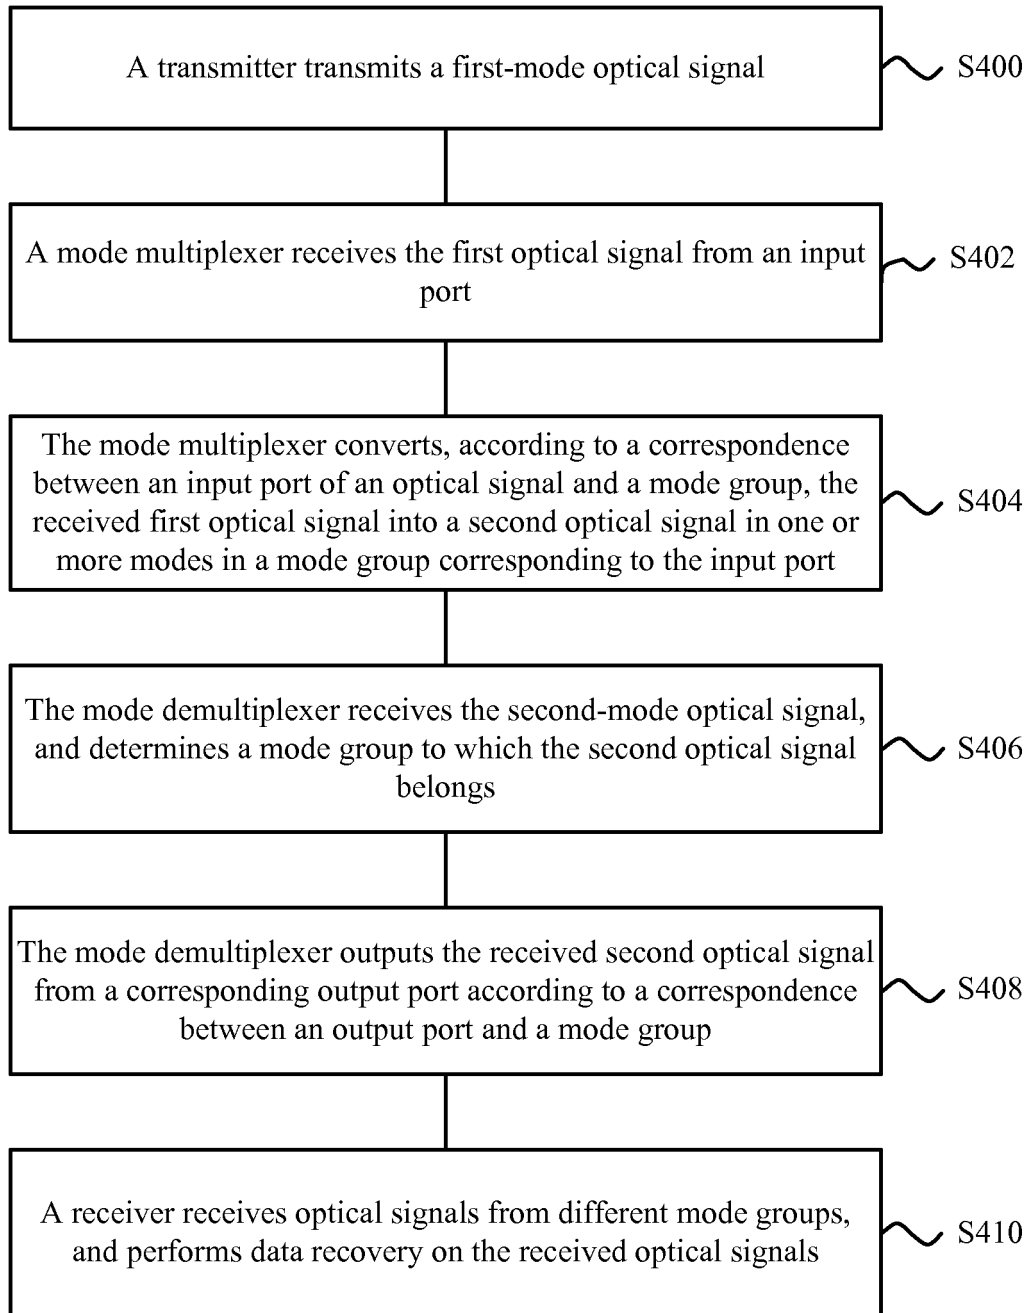 A transmitter transmits a first-mode optical signal
S400
A mode multiplexer receives the first optical signal from an input
port
S402
The mode multiplexer converts, according to a correspondence
between an input port of an optical signal and a mode group, the
received first optical signal into a second optical signal in one or
more modes in a mode group corresponding to the input port
S404
The mode demultiplexer receives the second-mode optical signal,
and determines a mode group to which the second optical signal
belongs
S406
The mode demultiplexer outputs the received second optical signal
from a corresponding output port according to a correspondence
between an output port and a mode group
S408
A receiver receives optical signals from different mode groups,
and performs data recovery on the received optical signals
S410